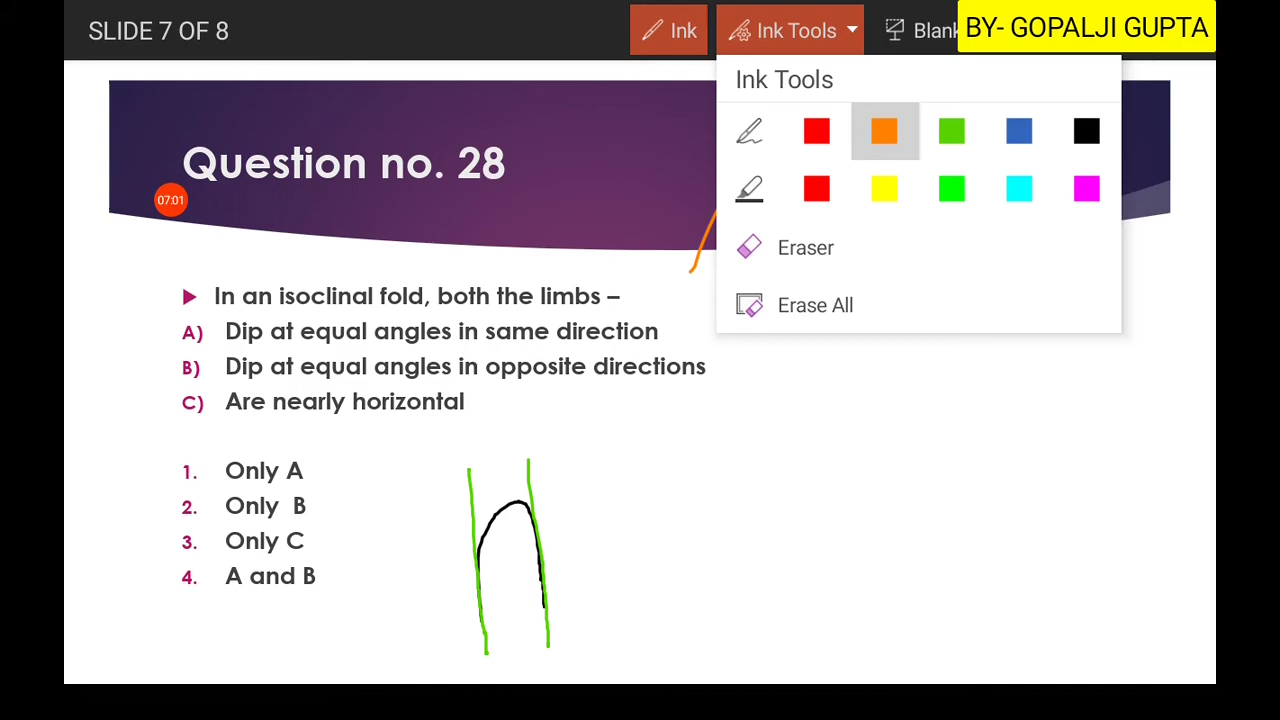 SLIDE 7 OF 8
Ink
Ink Tools
Blank
BY- GOPALJI GUPTA
Ink Tools
Eraser
Erase All
Question no. 28
07:01
In an isoclinal fold, both the limbs –
A) Dip at equal angles in same direction
B) Dip at equal angles in opposite directions
C) Are nearly horizontal
1. Only A
2. Only  B
3. Only C
4. A and B